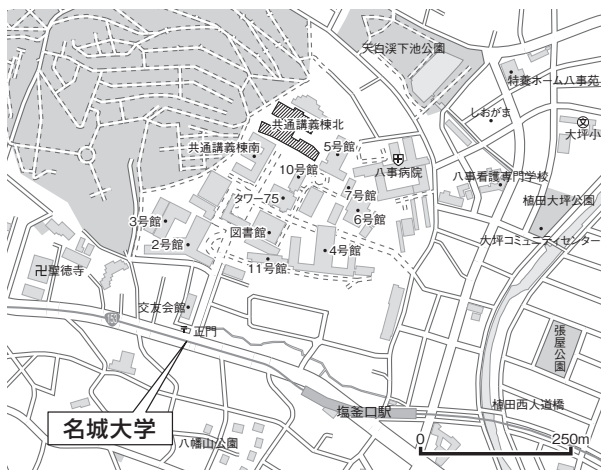 天白渓下池公園
特養ホーム八事苑
しおがま
大坪小
共通講義棟北
共通講義棟南
5号館
八事病院
10号館
八事看護専門学校
植田大坪公園
タワー75
7号館
6号館
3号館
図書館
2号館
4号館
大坪コミュニティセンター
11号館
卍聖徳寺
交友会館
153
正門
張屋公園
名城大学
塩釜口駅
植田西人道橋
八幡山公園
0 250m